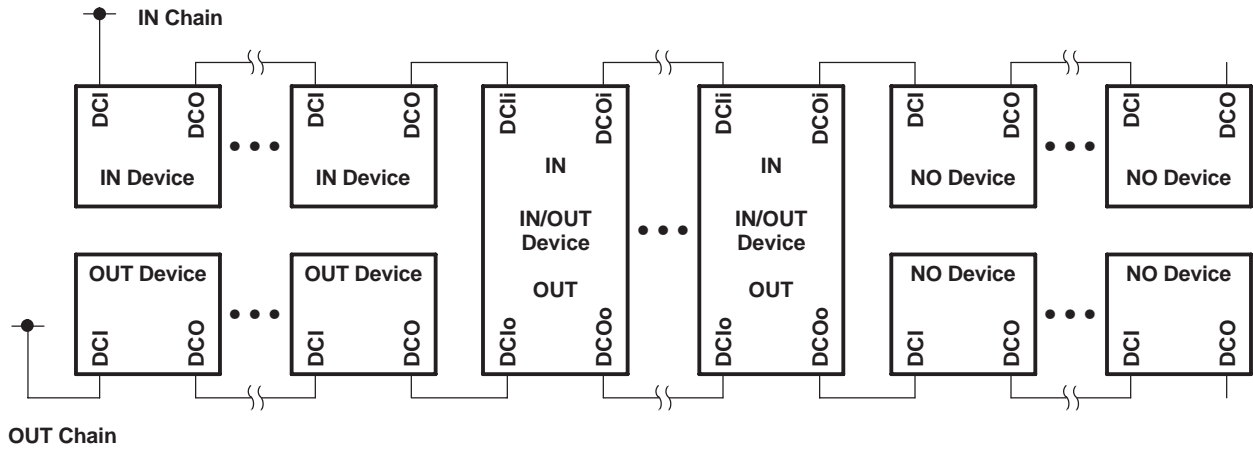 IN Chain
DCI
DCO
DCI
DCO
DCIi
DCOi
DCIi
DCOi
DCI
DCO
DCI
DCO
IN Device
IN Device
IN
IN
NO Device
NO Device
IN/OUT
Device
IN/OUT
Device
OUT Device
OUT Device
OUT
OUT
NO Device
NO Device
DCI
DCO
DCI
DCO
DCIo
DCOo
DCIo
DCOo
DCI
DCO
DCI
DCO
OUT Chain